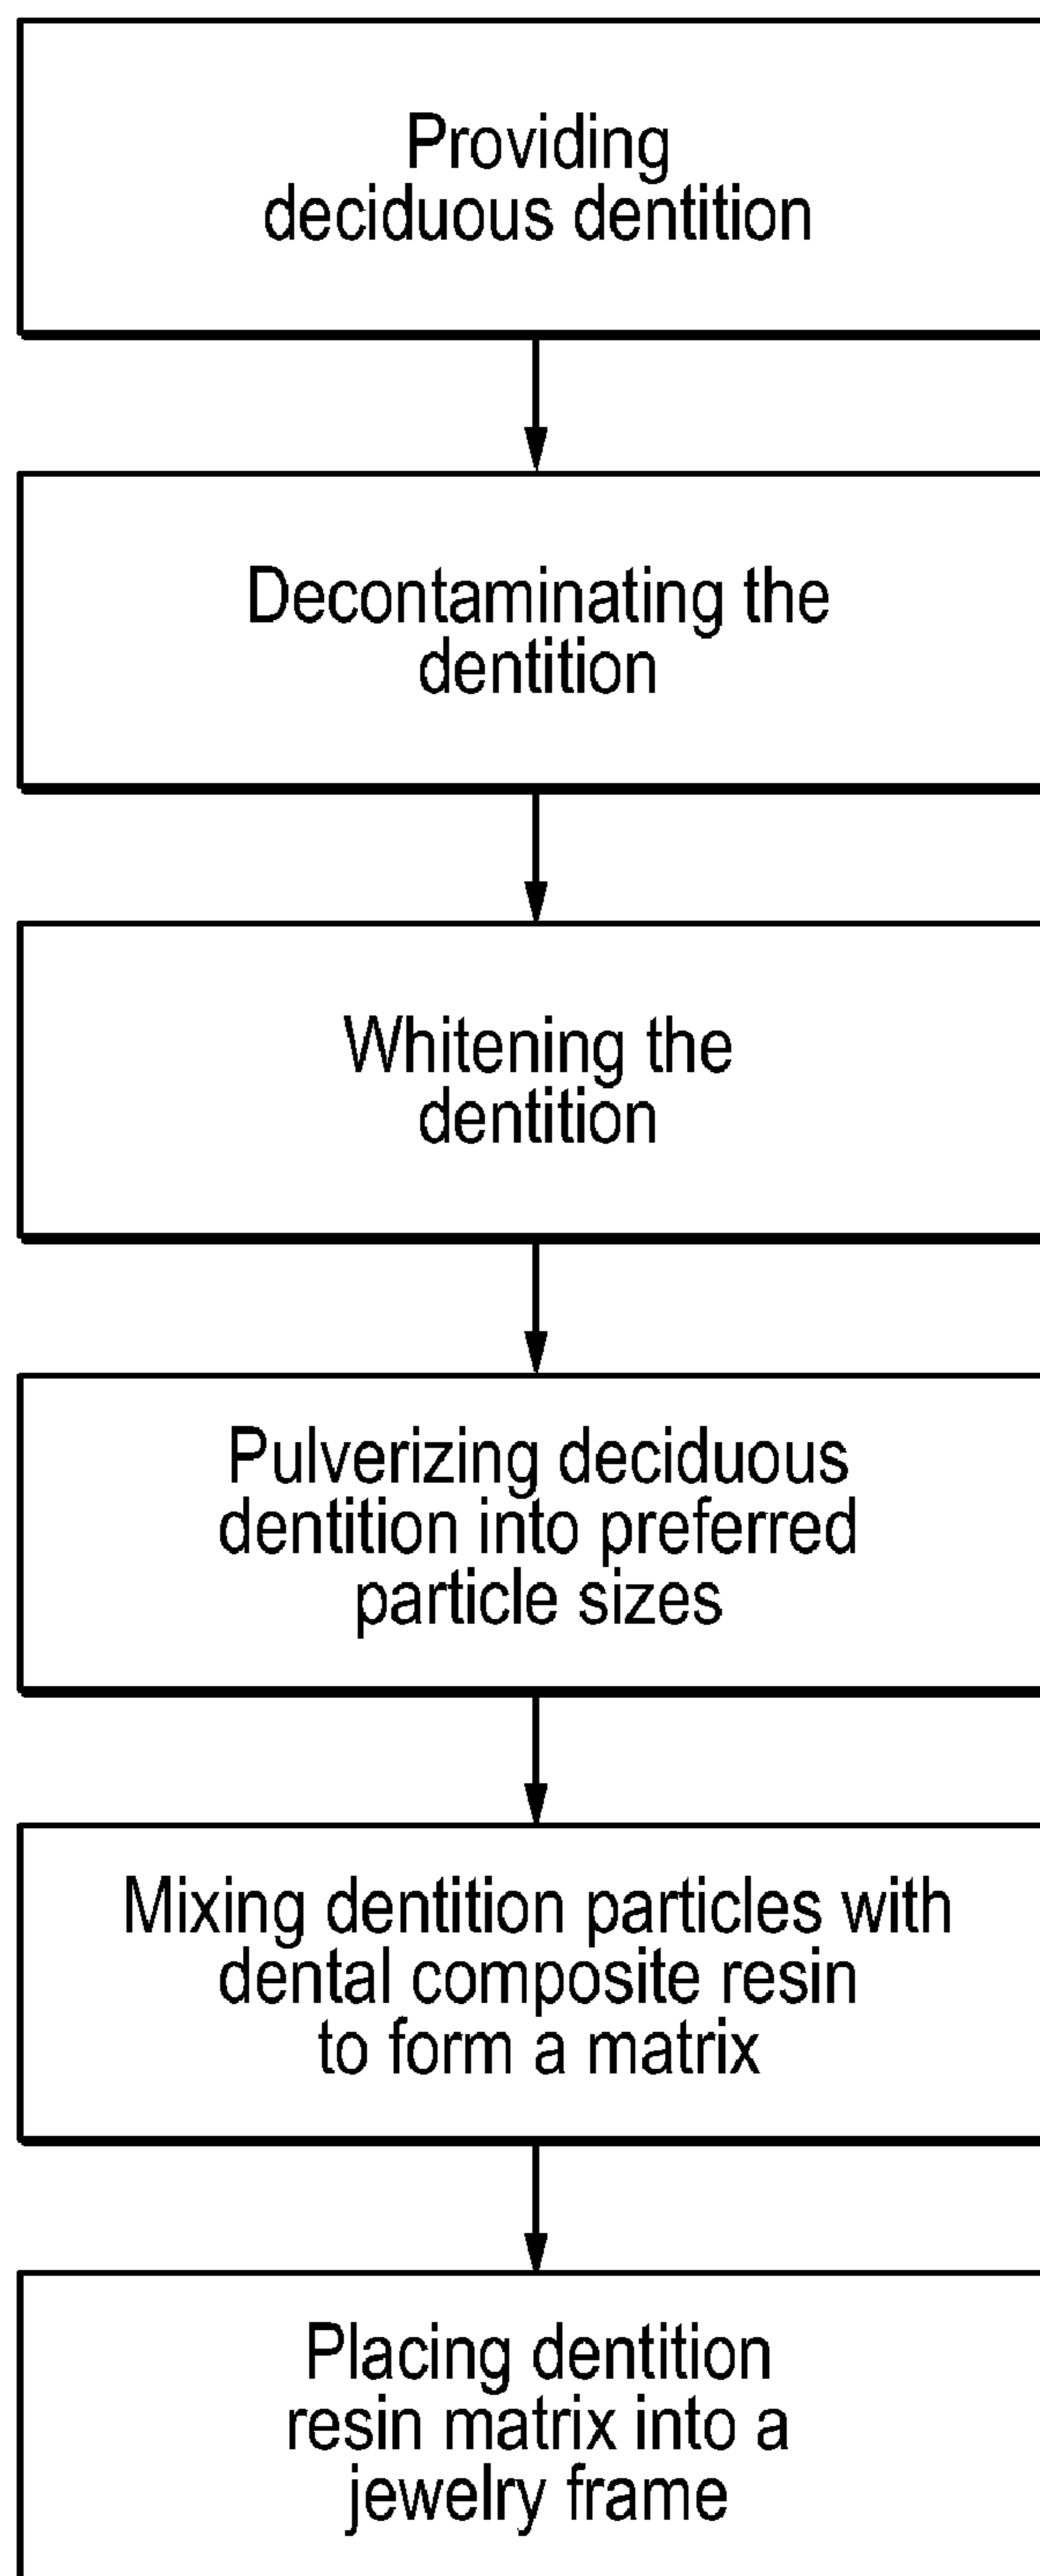 Providing
deciduous dentition
Decontaminating the
dentition
Whitening the
dentition
Pulverizing deciduous
dentition into preferred
particle sizes
Mixing dentition particles with
dental composite resin
to form a matrix
Placing dentition
resin matrix into a
jewelry frame